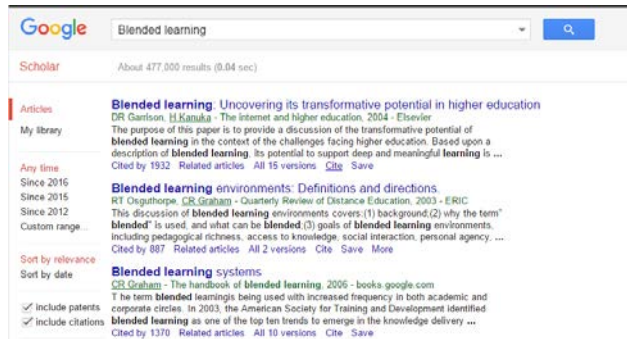 Google
Blended learning
Scholar
About 477,000 results (0.04 sec)
Articles
My library
Any time
Since 2016
Since 2015
Since 2012
Custom range...
Sort by relevance
Sort by date
include patents
include citations
Blended learning: Uncovering its transformative potential in higher education
DR Garrison, H Kanuka - The internet and higher education, 2004 - Elsevier
The purpose of this paper is to provide a discussion of the transformative potential of
blended learning in the context of the challenges facing higher education. Based upon a
description of blended learning, its potential to support deep and meaningful learning is ...
Cited by 1932 Related articles All 15 versions Cite Save
Blended learning environments: Definitions and directions.
RT Osguthorpe, CR Graham - Quarterly Review of Distance Education, 2003 - ERIC
This discussion of blended learning environments covers:(1) background;(2) why the term"
blended" is used, and what can be blended;(3) goals of blended learning environments,
including pedagogical richness, access to knowledge, social interaction, personal agency, ...
Cited by 887 Related articles All 2 versions Cite Save More
Blended learning systems
CR Graham - The handbook of blended learning, 2006 - books.google.com
T he term blended learningis being used with increased frequency in both academic and
corporate circles. In 2003, the American Society for Training and Development identified
blended learning as one of the top ten trends to emerge in the knowledge delivery ...
Cited by 1370 Related articles All 10 versions Cite Save